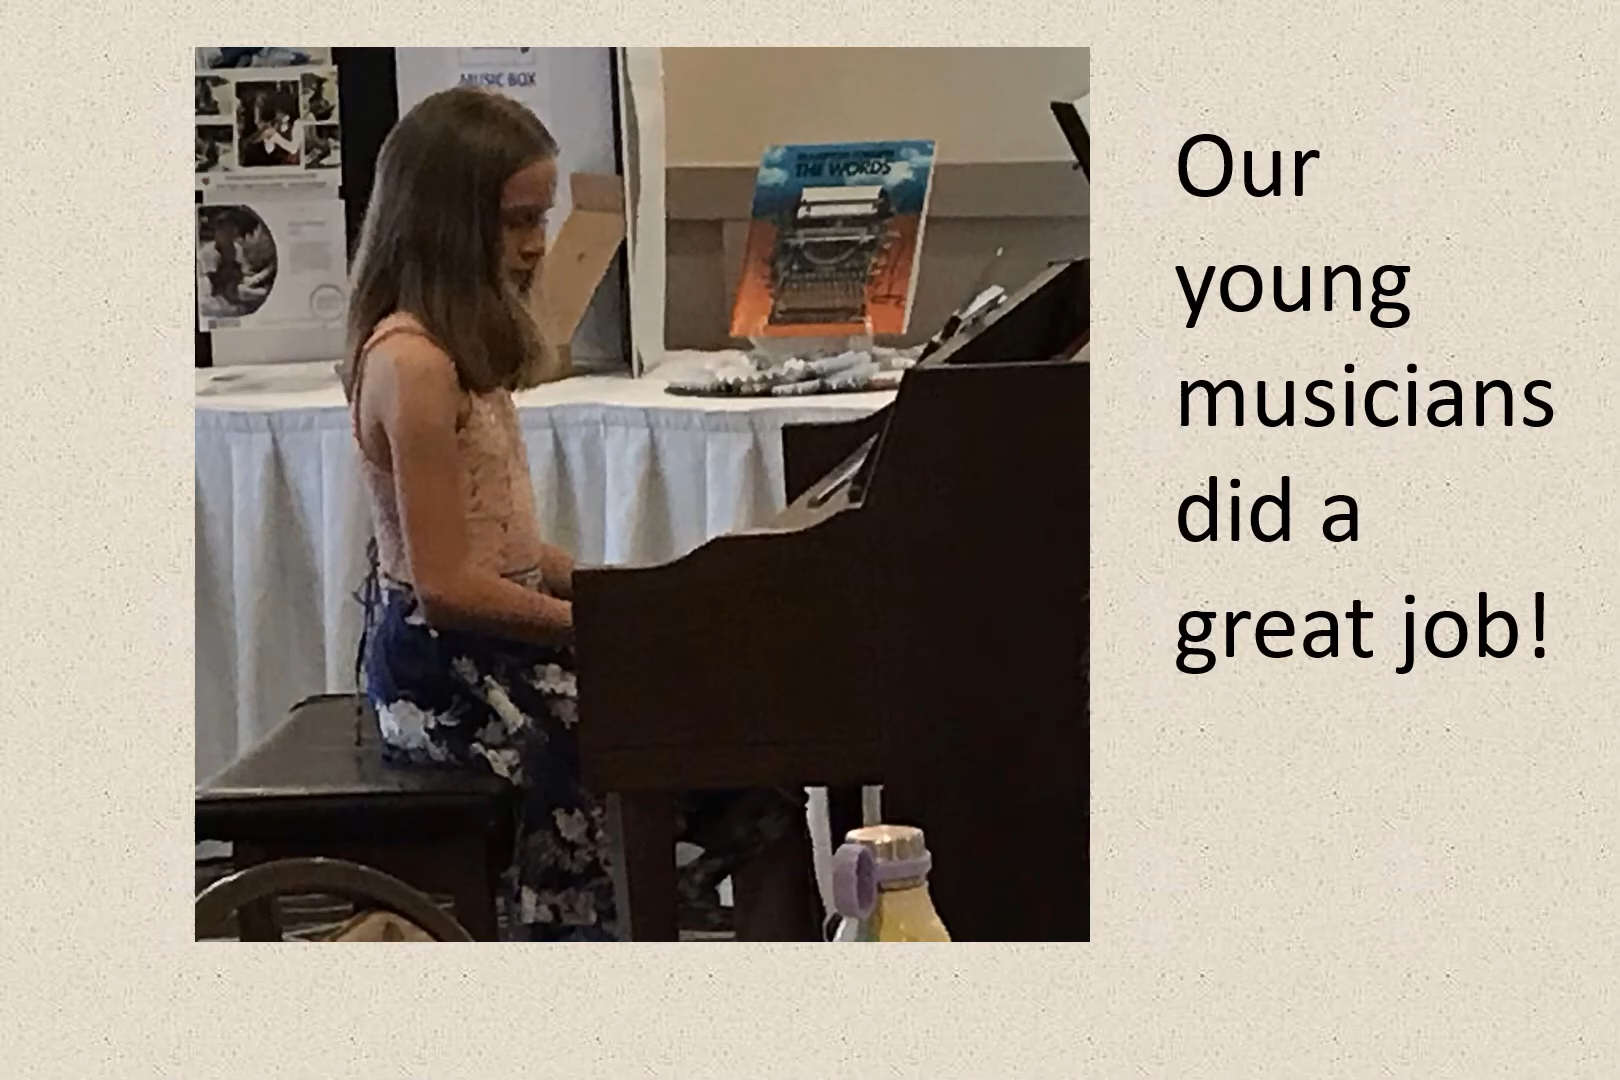 MUSIC BOX
THE WORDS
Our
young
musicians
did a
great job!